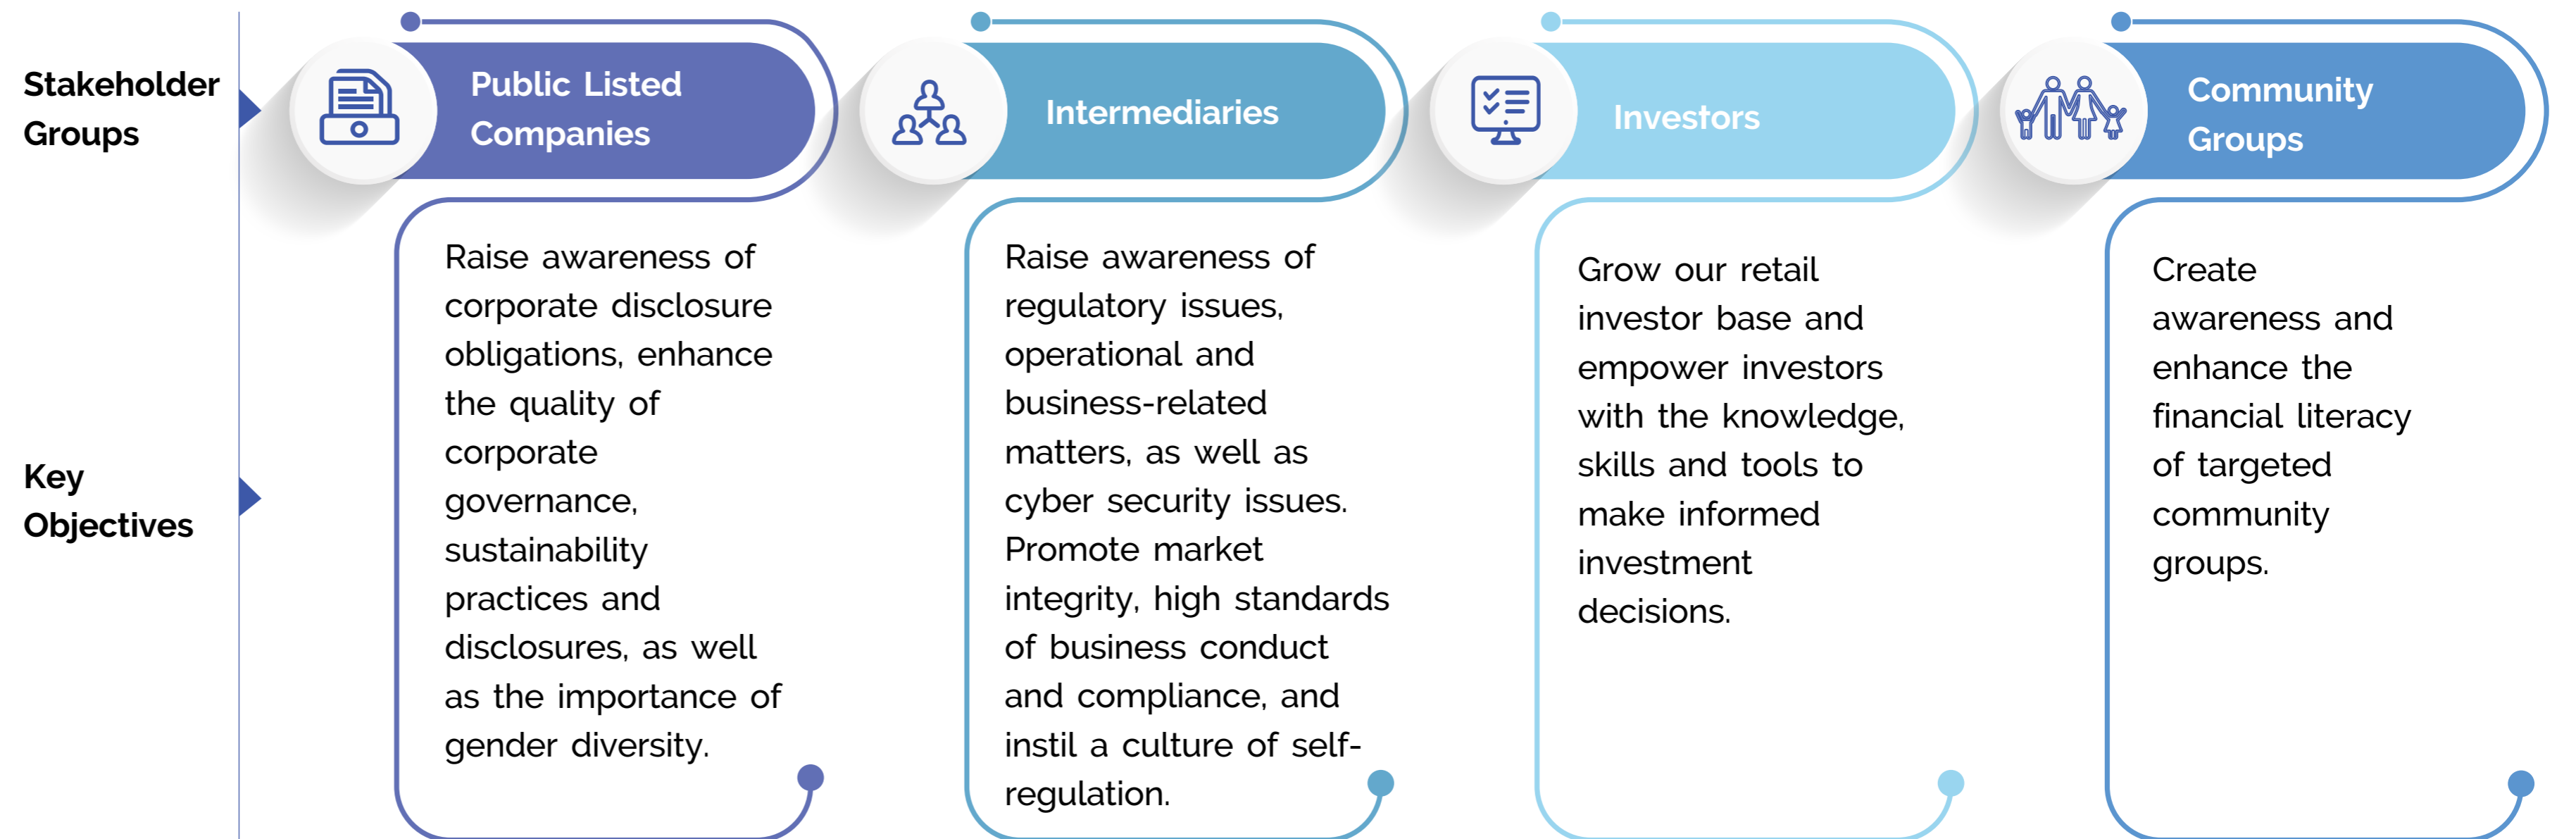 Stakeholder
Groups
Public Listed
Companies
Intermediaries
Investors
Community
Groups
Key
Objectives
Raise awareness of
corporate disclosure
obligations, enhance
the quality of
corporate
governance,
sustainability
practices and
disclosures, as well
as the importance of
gender diversity.
Raise awareness of
regulatory issues,
operational and
business-related
matters, as well as
cyber security issues.
Promote market
integrity, high standards
of business conduct
and compliance, and
instil a culture of self-
regulation.
Grow our retail
investor base and
empower investors
with the knowledge,
skills and tools to
make informed
investment
decisions.
Create
awareness and
enhance the
financial literacy
of targeted
community
groups.